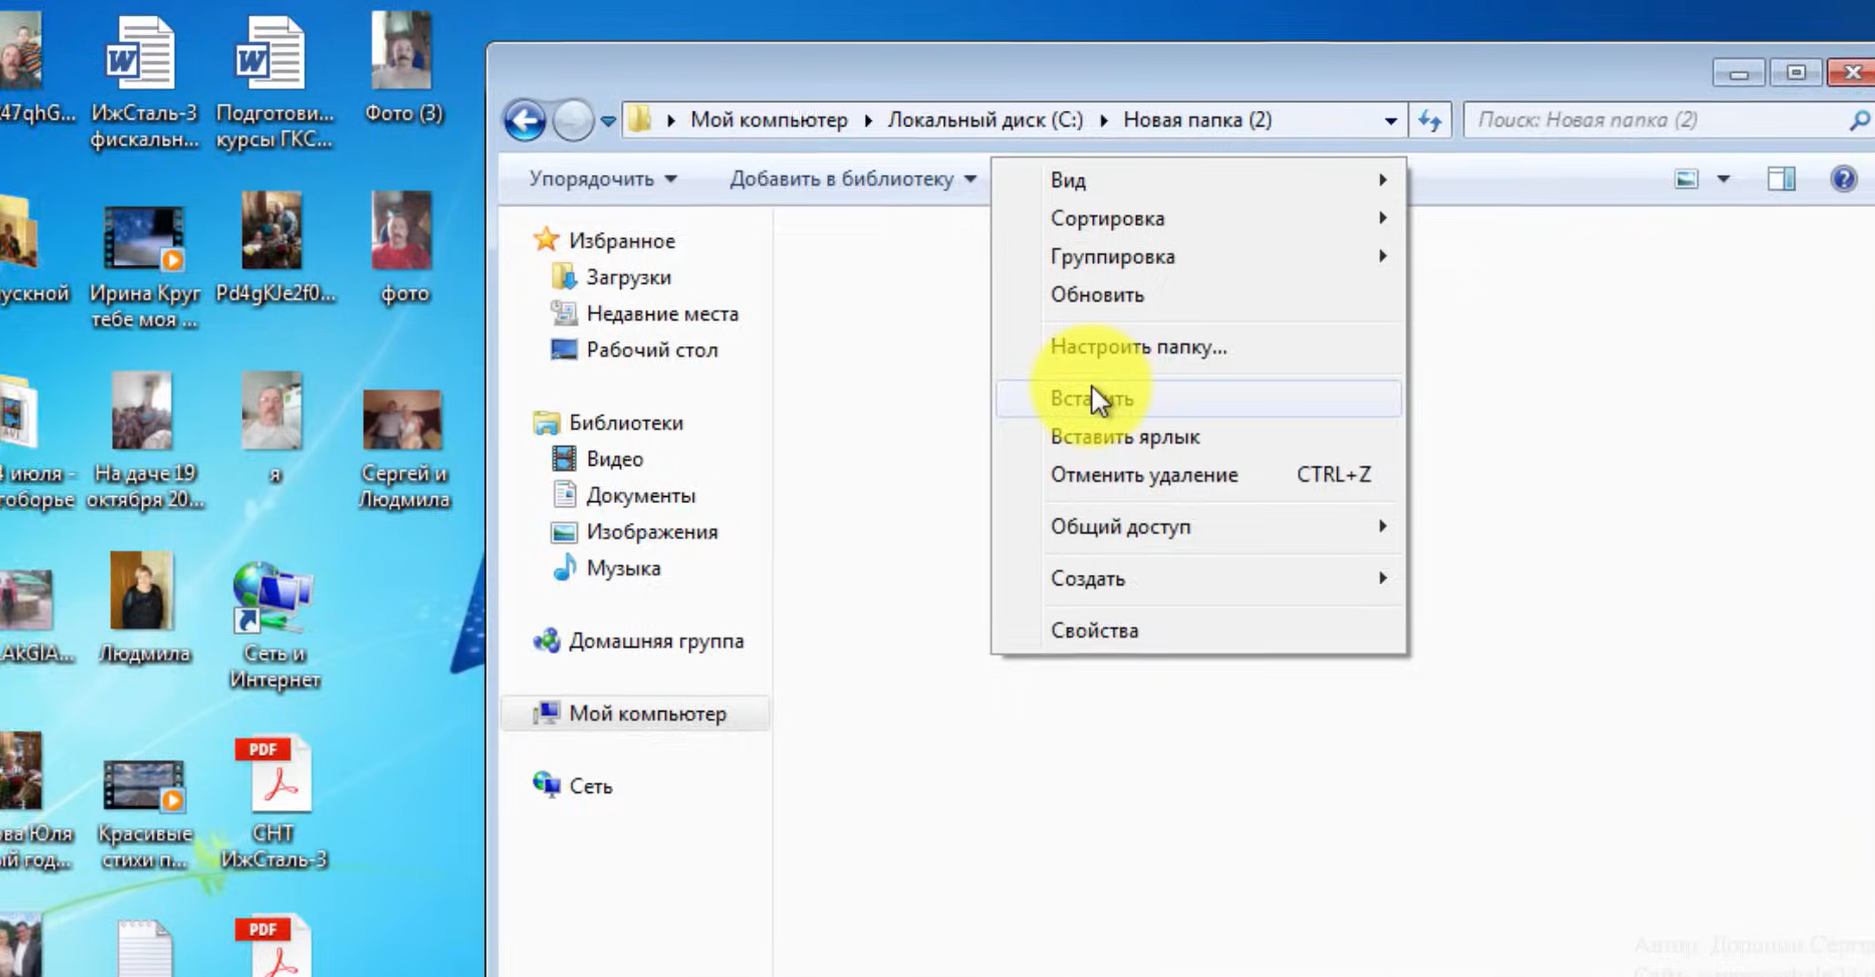 47qhG...
ИжСталь-3
фискальн...
Подготови...
курсы ГКС...
Фото (3)
ускной
Ирина Круг
тебе моя ...
Pd4gKJe2f0...
фото
4 июля -
гоборье
На даче 19
октября 20...
я
Сергей и
Людмила
AkGIA...
Людмила
Сеть и
Интернет
ова Юля
ый год...
Красивые
стихи п...
PDF
СНТ
ИжСталь-3
PDF
Мой компьютер
Локальный диск (C:)
Новая папка (2)
Поиск: Новая папка (2)
Упорядочить
Добавить в библиотеку
Избранное
Загрузки
Недавние места
Рабочий стол
Библиотеки
Видео
Документы
Изображения
Музыка
Домашняя группа
Мой компьютер
Сеть
Вид
Сортировка
Группировка
Обновить
Настроить папку...
Вставить
Вставить ярлык
Отменить удаление CTRL+Z
Общий доступ
Создать
Свойства
Автор: